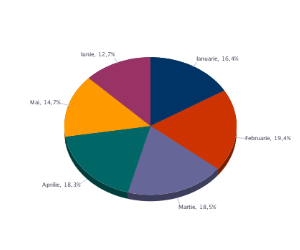 Iunie, 12,7%
Ianuarie, 16,4%
Mai, 14,7%
Februarie, 19,4%
Aprilie, 18,3%
Martie, 18,5%